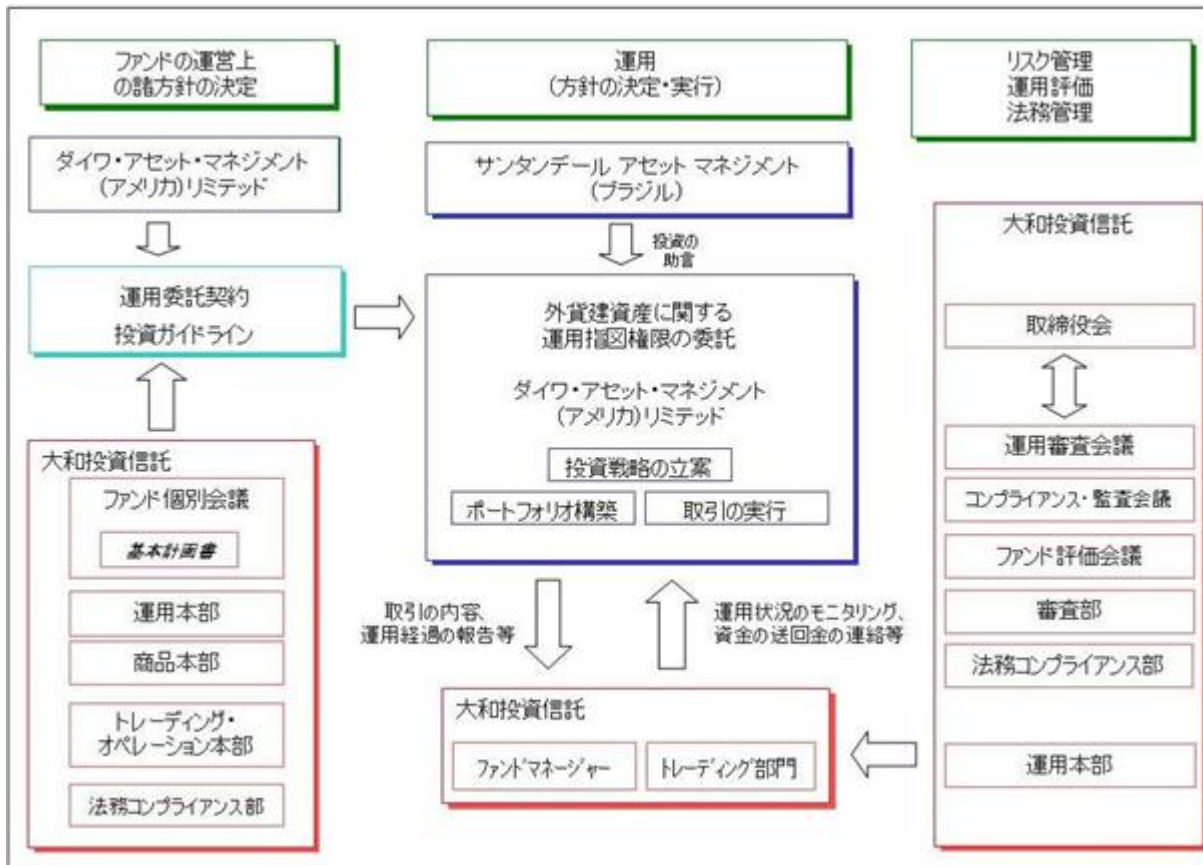 ファンドの運営上
の諸方針の決定
ダイワ・アセット・マネジメント
(アメリカ)リミテッド
運用委託契約
投資ガイドライン
大和投資信託
ファンド個別会議
基本計画書
運用本部
商品本部
トレーディング・
オペレーション本部
法務コンプライアンス部
運用
(方針の決定・実行)
サンタンデール アセット マネジメント
(ブラジル)
投資の
助言
外貨建資産に関する
運用指図権限の委託
ダイワ・アセット・マネジメント
(アメリカ)リミテッド
投資戦略の立案
ポートフォリオ構築
取引の実行
取引の内容、
運用経過の報告等
運用状況のモニタリング、
資金の送回金の連絡等
大和投資信託
ファンドマネージャー
トレーディング部門
リスク管理
運用評価
法務管理
大和投資信託
取締役会
運用審査会議
コンプライアンス・監査会議
ファンド評価会議
審査部
法務コンプライアンス部
運用本部